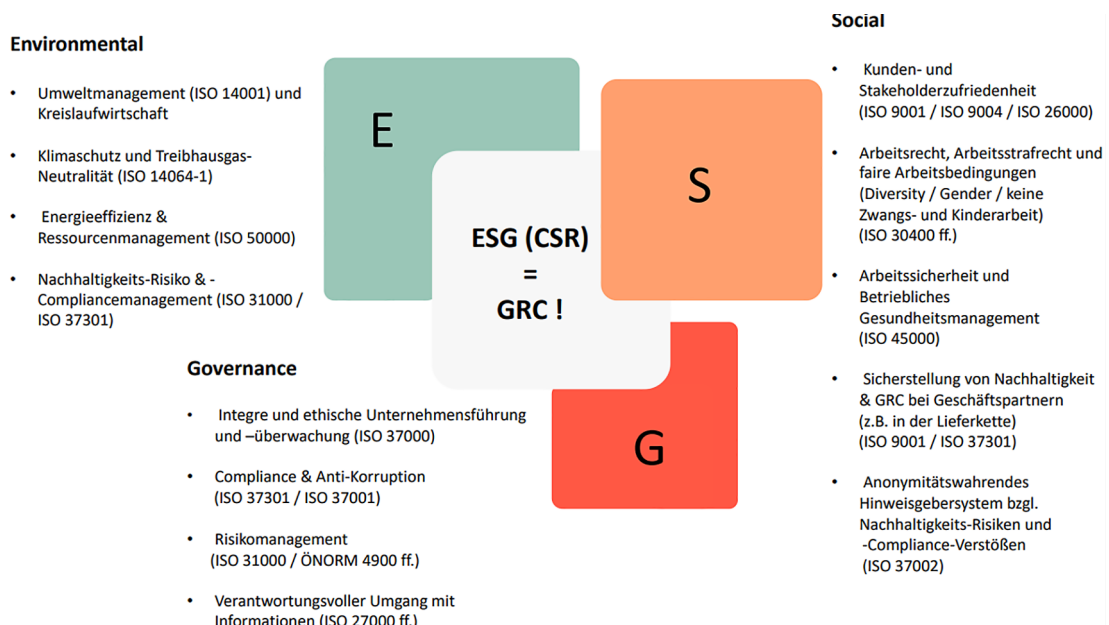 Environmental
• Umweltmanagement (ISO 14001) und
Kreislaufwirtschaft
• Klimaschutz und Treibhausgas-
Neutralität (ISO 14064-1)
• Energieeffizienz &
Ressourcenmanagement (ISO 50000)
• Nachhaltigkeits-Risiko & -
Compliancemanagement (ISO 31000 /
ISO 37301)
E
S
ESG (CSR)
=
GRC !
G
Governance
• Integre und ethische Unternehmensführung
und –überwachung (ISO 37000)
• Compliance & Anti-Korruption
(ISO 37301 / ISO 37001)
• Risikomanagement
(ISO 31000 / ÖNORM 4900 ff.)
• Verantwortungsvoller Umgang mit
Informationen (ISO 27000 ff.)
Social
• Kunden- und
Stakeholderzufriedenheit
(ISO 9001 / ISO 9004 / ISO 26000)
• Arbeitsrecht, Arbeitsstrafrecht und
faire Arbeitsbedingungen
(Diversity / Gender / keine
Zwangs- und Kinderarbeit)
(ISO 30400 ff.)
• Arbeitssicherheit und
Betriebliches
Gesundheitsmanagement
(ISO 45000)
• Sicherstellung von Nachhaltigkeit
& GRC bei Geschäftspartnern
(z.B. in der Lieferkette)
(ISO 9001 / ISO 37301)
• Anonymitätswahrendes
Hinweisgebersystem bzgl.
Nachhaltigkeits-Risiken und
-Compliance-Verstößen
(ISO 37002)